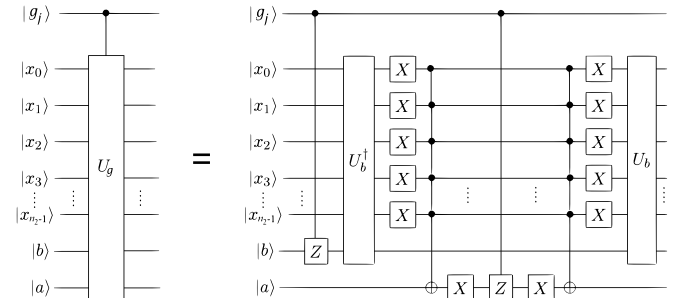 |g_j⟩ |g_j⟩
|x_0⟩ |x_0⟩ X X
|x_1⟩ |x_1⟩ X X
|x_2⟩ |x_2⟩ X X
U_g = U_b^† U_b
|x_3⟩ |x_3⟩ X X
|x_{n_2-1}⟩ |x_{n_2-1}⟩ X X
|b⟩ |b⟩ Z
|a⟩ |a⟩ X Z X